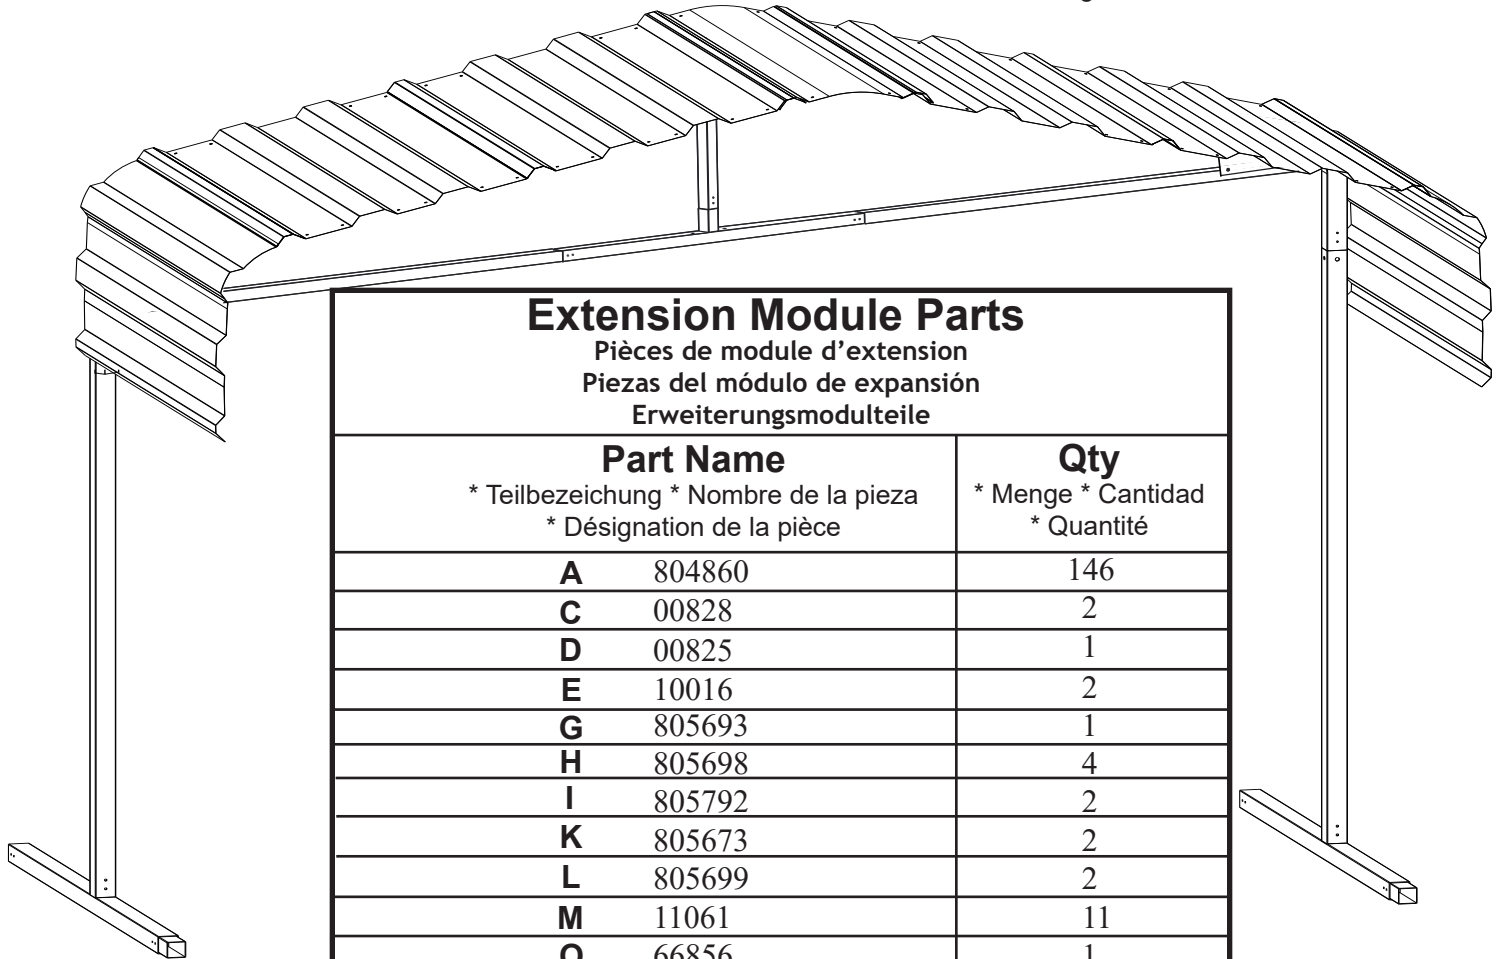 Extension Module Parts
Pièces de module d'extension
Piezas del módulo de expansión
Erweiterungsmodulteile
Part Name
* Teilbezeichung * Nombre de la pieza
* Désignation de la pièce
Qty
* Menge * Cantidad
* Quantité
A 804860 146
C 00828 2
D 00825 1
E 10016 2
G 805693 1
H 805698 4
I 805792 2
K 805673 2
L 805699 2
M 11061 11
66856 1